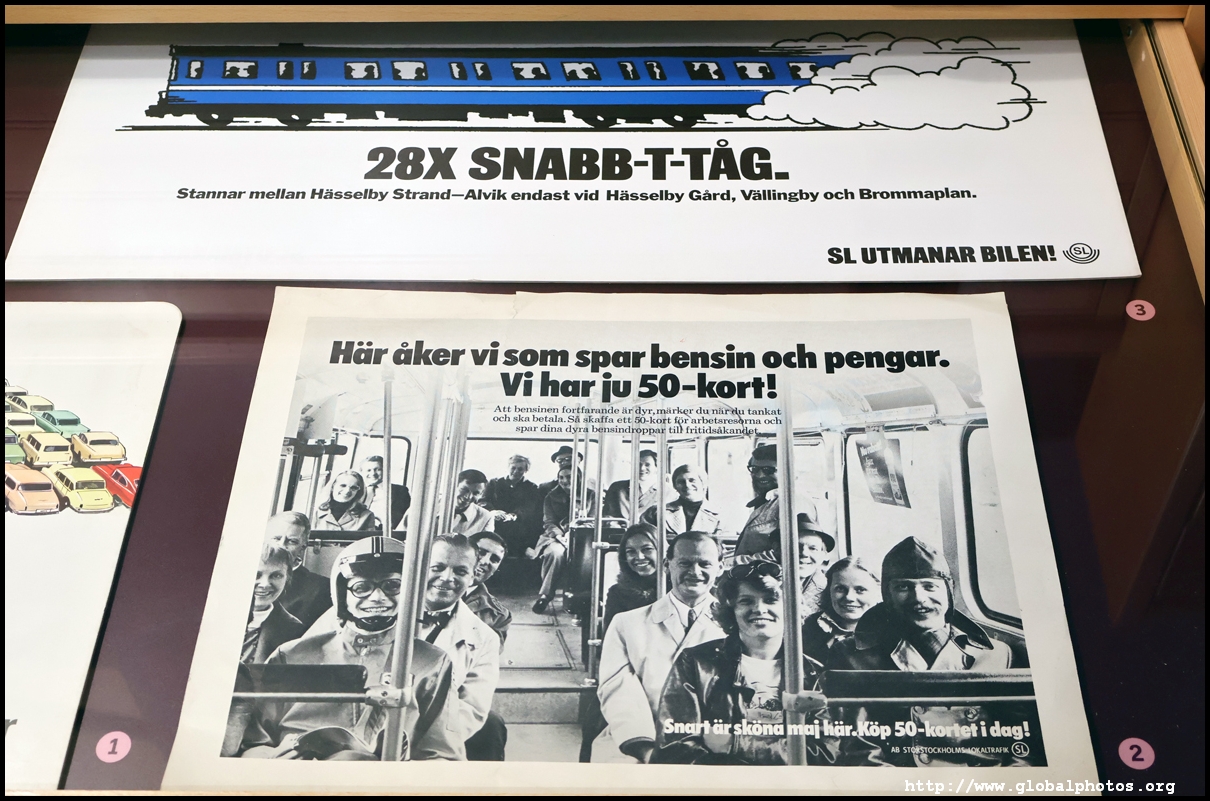 28X SNABB-T-TÅG.
Stannar mellan Hässelby Strand—Alvik endast vid Hässelby Gård, Vällingby och Brommaplan.
SL UTMANAR BILEN!
SL
3
Här åker vi som spar bensin och pengar.
Vi har ju 50-kort!
Att bensinen fortfarande är dyr, märker du när du tankat
och ska betala. Så skaffa ett 50-kort för arbetsresorna och
spar dina dyra bensindroppar till fritidsåkandet.
Snart är sköna maj här. Köp 50-kortet i dag!
AB STORSTOCKHOLMS LOKALTRAFIK SL
r
1
2
http://www.globalphotos.org